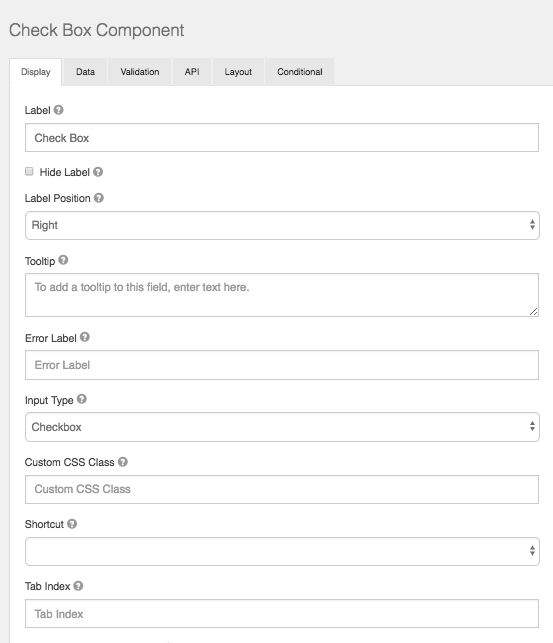 Check Box Component
Display Data Validation API Layout Conditional
Label
Check Box
Hide Label
Label Position
Right
Tooltip
To add a tooltip to this field, enter text here.
Error Label
Error Label
Input Type
Checkbox
Custom CSS Class
Custom CSS Class
Shortcut
Tab Index
Tab Index